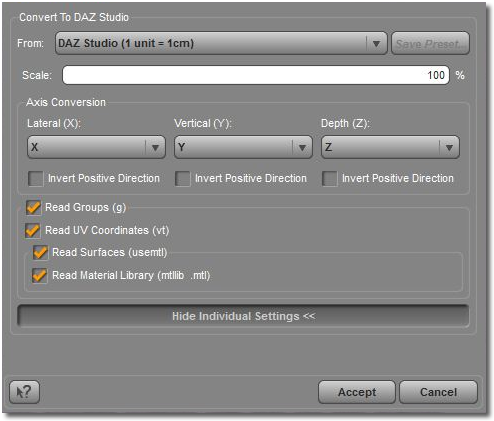 Convert To DAZ Studio
From: DAZ Studio (1 unit = 1cm) Save Preset...
Scale: 100 %
Axis Conversion
Lateral (X): Vertical (Y): Depth (Z):
X Y Z
Invert Positive Direction Invert Positive Direction Invert Positive Direction
Read Groups (g)
Read UV Coordinates (vt)
Read Surfaces (usemtl)
Read Material Library (mtllib .mtl)
Hide Individual Settings <<
? Accept Cancel